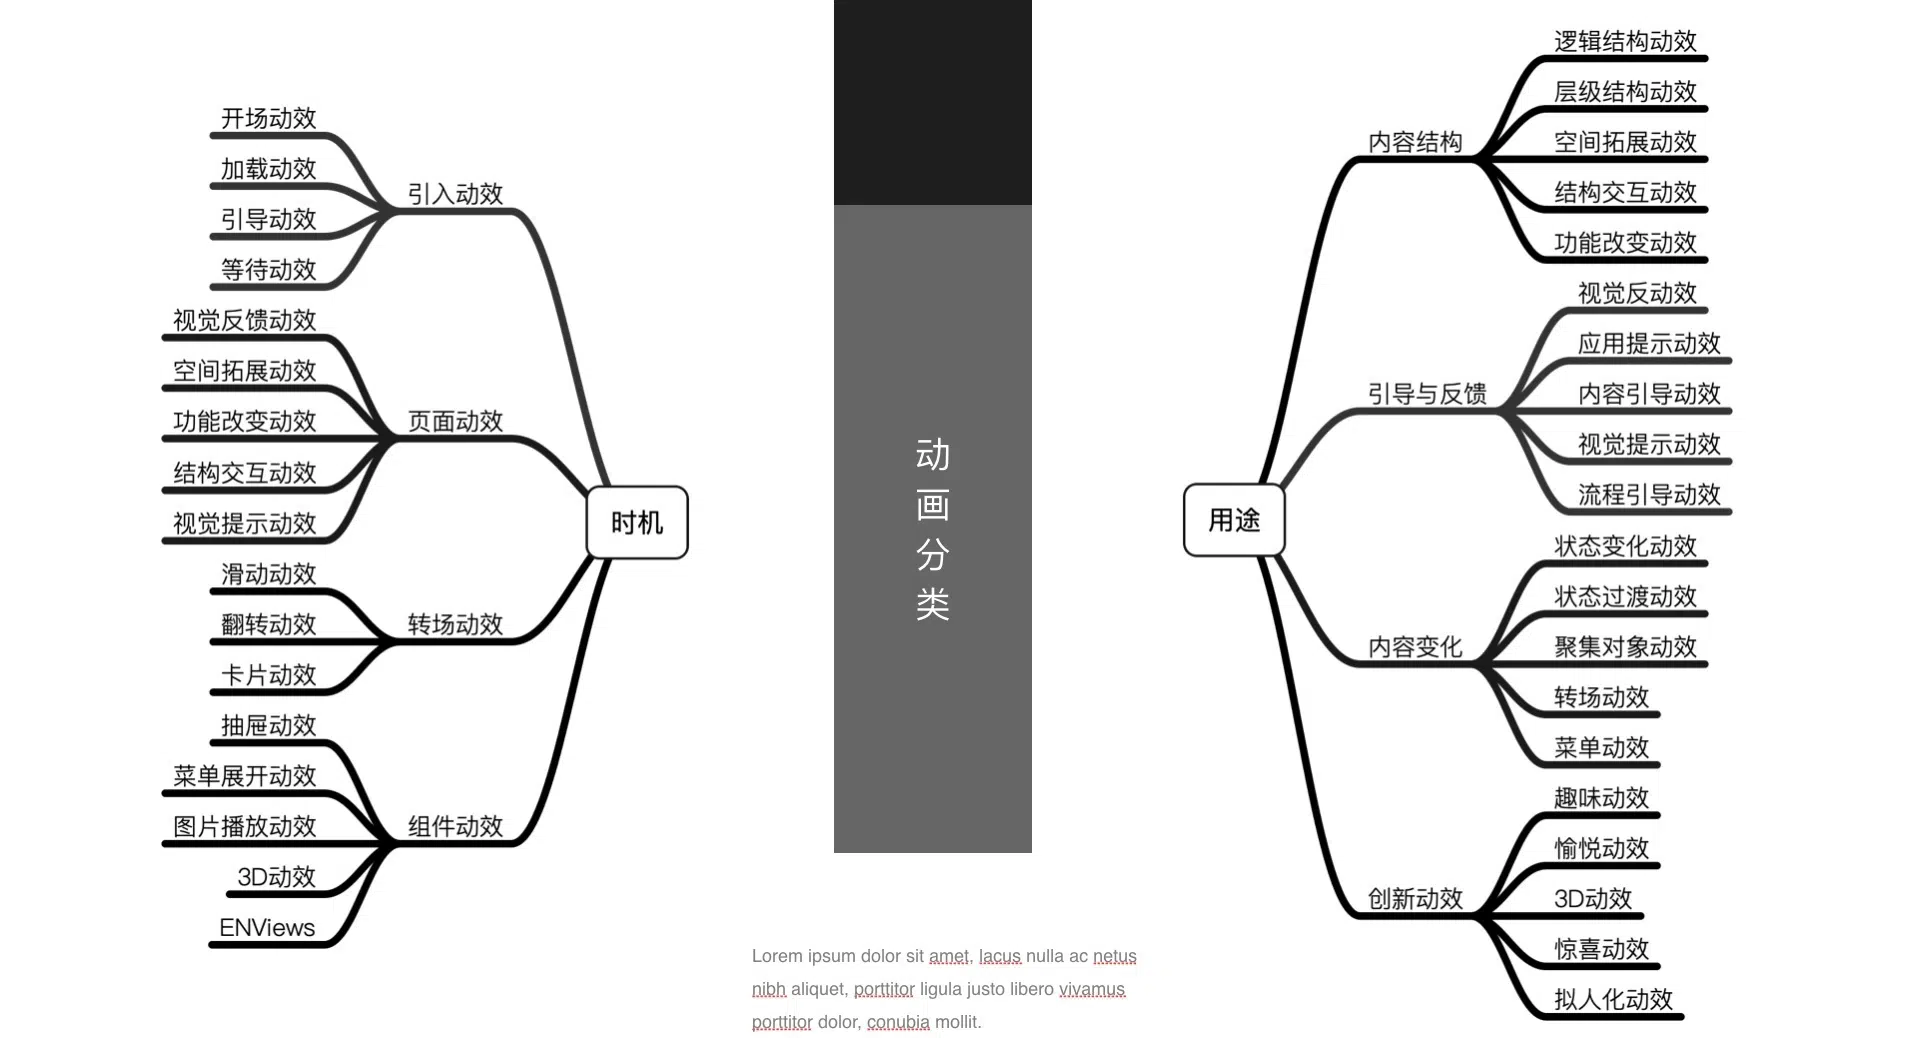 开场动效
加载动效
引导动效
等待动效
引入动效
视觉反馈动效
空间拓展动效
功能改变动效
结构交互动效
视觉提示动效
页面动效
滑动动效
翻转动效
卡片动效
转场动效
抽屉动效
菜单展开动效
图片播放动效
3D动效
ENViews
组件动效
时机
动
画
分
类
用途
内容结构
逻辑结构动效
层级结构动效
空间拓展动效
结构交互动效
功能改变动效
引导与反馈
视觉反动效
应用提示动效
内容引导动效
视觉提示动效
流程引导动效
内容变化
状态变化动效
状态过渡动效
聚集对象动效
转场动效
菜单动效
创新动效
趣味动效
愉悦动效
3D动效
惊喜动效
拟人化动效
Lorem ipsum dolor sit amet, lacus nulla ac netus
nibh aliquet, porttitor ligula justo libero vivamus
porttitor dolor, conubia mollit.